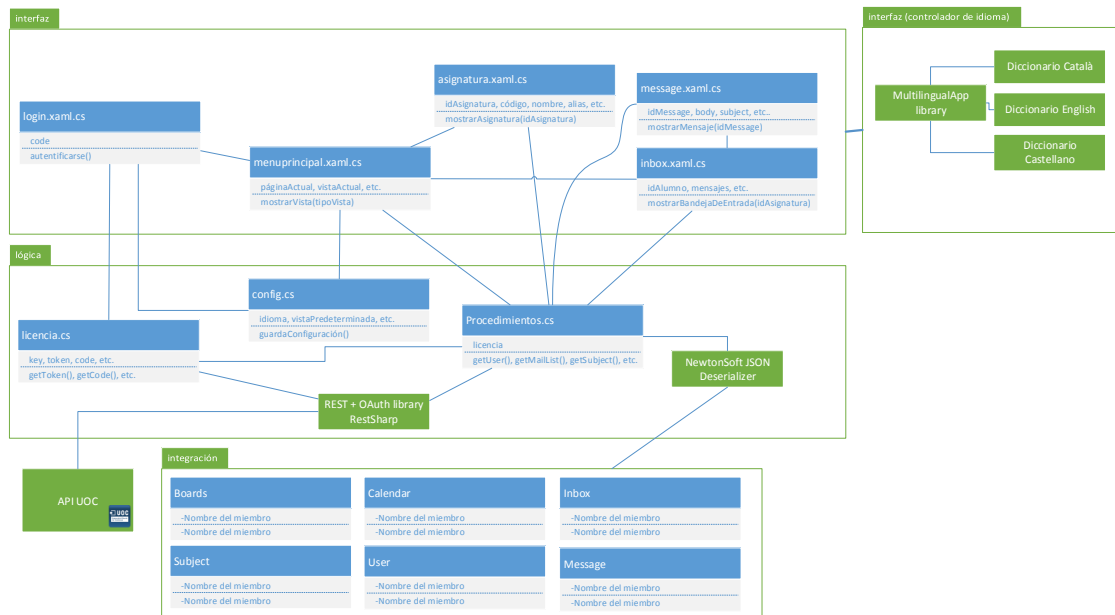 interfaz
login.xaml.cs
code
autentificarse()
menuprincipal.xaml.cs
páginaActual, vistaActual, etc.
mostrarVista(tipoVista)
asignatura.xaml.cs
idAsignatura, código, nombre, alias, etc.
mostrarAsignatura(idAsignatura)
message.xaml.cs
idMessage, body, subject, etc..
mostrarMensaje(idMessage)
inbox.xaml.cs
idAlumno, mensajes, etc.
mostrarBandejaDeEntrada(idAsignatura)
interfaz (controlador de idioma)
MultilingualApp
library
Diccionario Català
Diccionario English
Diccionario
Castellano
lógica
licencia.cs
key, token, code, etc.
getToken(), getCode(), etc.
config.cs
idioma, vistaPredeterminada, etc.
guardaConfiguración()
Procedimientos.cs
licencia
getUser(), getMailList(), getSubject(), etc.
NewtonSoft JSON
Deserializer
REST + OAuth library
RestSharp
API UOC
UOC
integración
Boards
-Nombre del miembro
-Nombre del miembro
Calendar
-Nombre del miembro
-Nombre del miembro
Inbox
-Nombre del miembro
-Nombre del miembro
Subject
-Nombre del miembro
-Nombre del miembro
User
-Nombre del miembro
-Nombre del miembro
Message
-Nombre del miembro
-Nombre del miembro